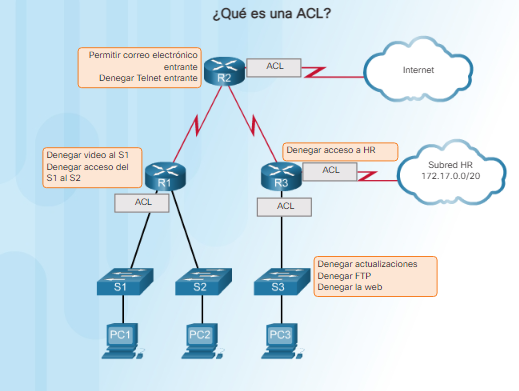 ¿Qué es una ACL?
Permitir correo electrónico
entrante
Denegar Telnet entrante
ACL
R2
Internet
Denegar video al S1
Denegar acceso del
S1 al S2
R1
ACL
Denegar acceso a HR
R3
ACL
Subred HR
172.17.0.0/20
ACL
S1
S2
S3
Denegar actualizaciones
Denegar FTP
Denegar la web
PC1
PC2
PC3